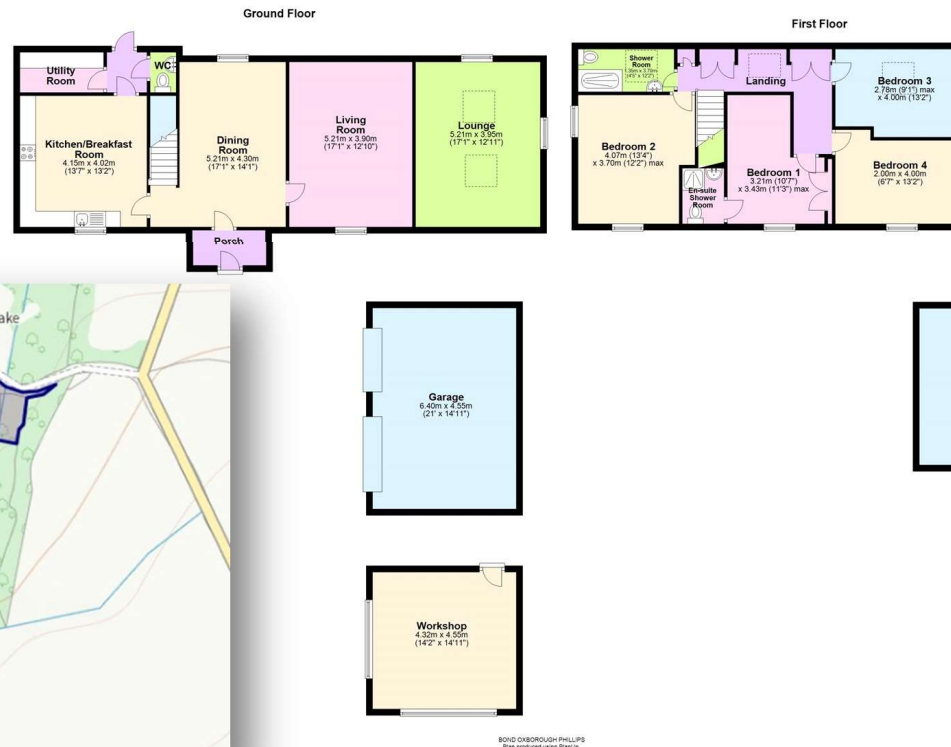 Ground Floor
First Floor
Utility
Room
WC
Kitchen/Breakfast
Room
4.15m x 4.02m
(13'7" x 13'2")
Dining
Room
5.21m x 4.30m
(17'1" x 14'1")
Living
Room
5.21m x 3.90m
(17'1" x 12'10")
Lounge
5.21m x 3.95m
(17'1" x 12'11")
Porch
Shower
Room
Landing
Bedroom 3
2.78m (9'1") max
x 4.00m (13'2")
Bedroom 2
4.07m (13'4")
x 3.70m (12'2") max
En-suite
Shower
Room
Bedroom 1
3.21m (10'7")
x 3.43m (11'3") max
Bedroom 4
2.00m x 4.00m
(6'7" x 13'2")
ake
Garage
6.40m x 4.55m
(21' x 14'11")
Workshop
4.32m x 4.55m
(14'2" x 14'11")
BOND OXBOROUGH PHILLIPS
Plan produced using PlanUp.